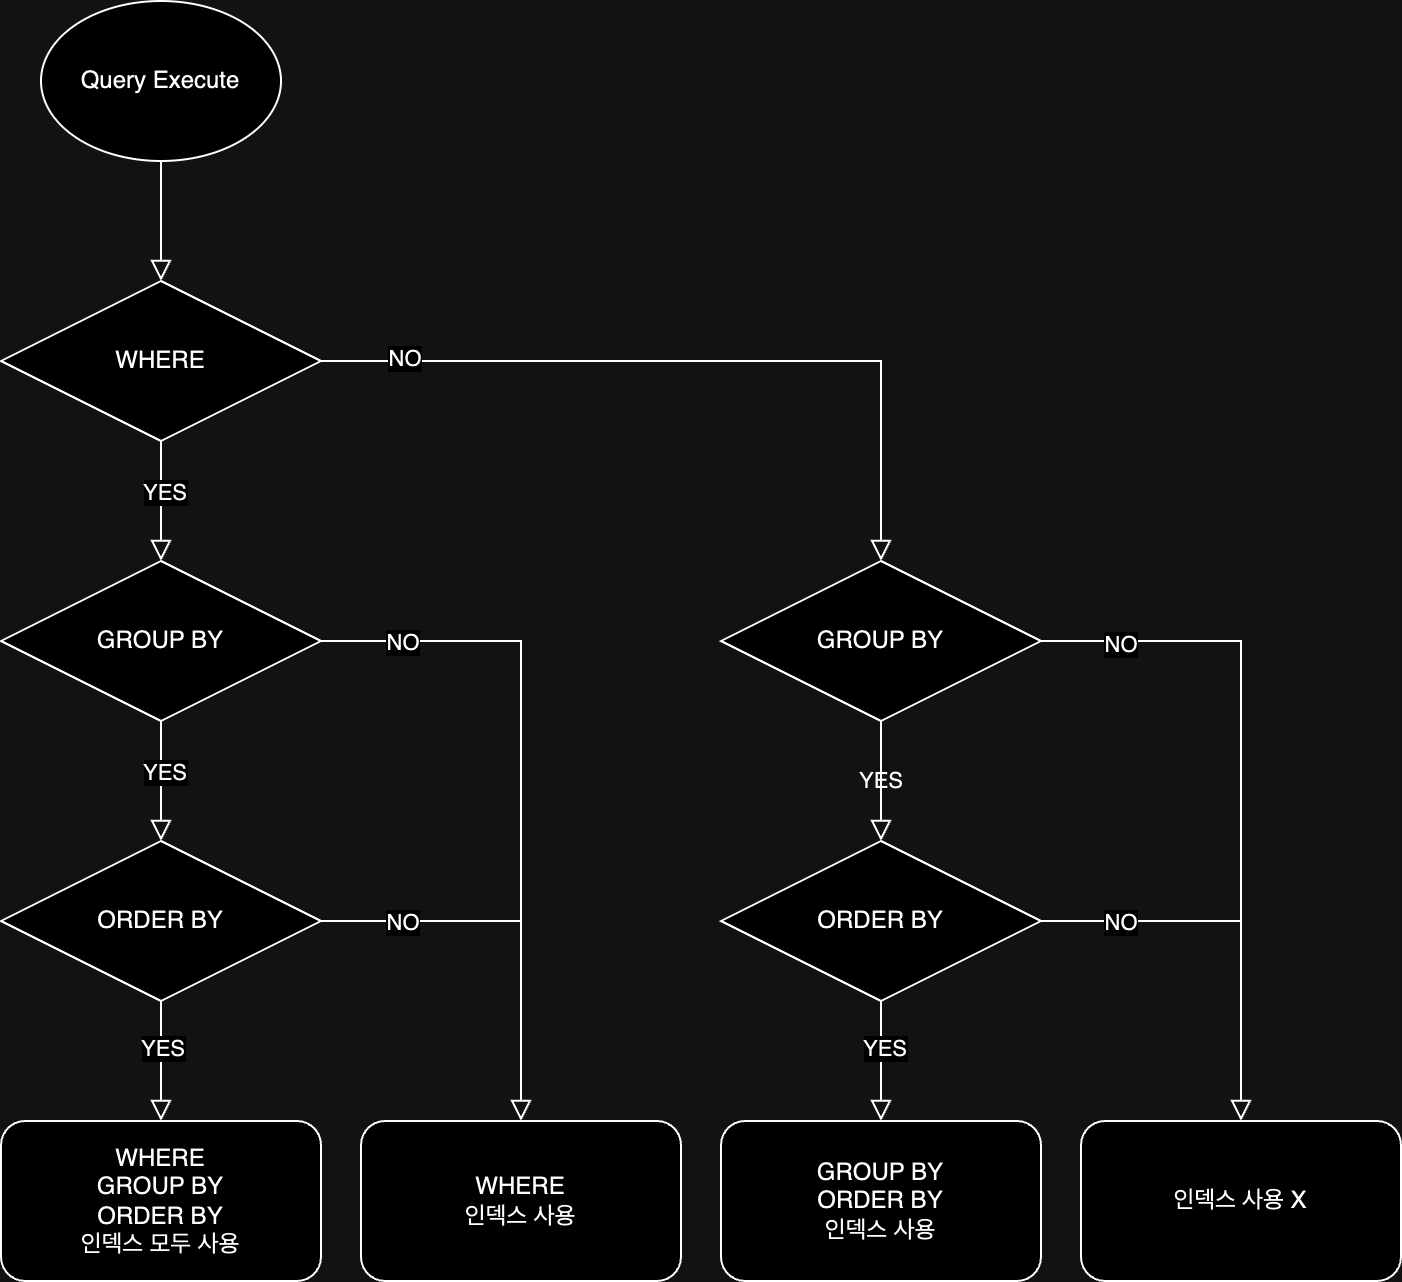 Query Execute
WHERE
NO
YES
GROUP BY
NO
GROUP BY
NO
YES
YES
ORDER BY
NO
ORDER BY
NO
YES
YES
WHERE
GROUP BY
ORDER BY
인덱스 모두 사용
WHERE
인덱스 사용
GROUP BY
ORDER BY
인덱스 사용
인덱스 사용 X